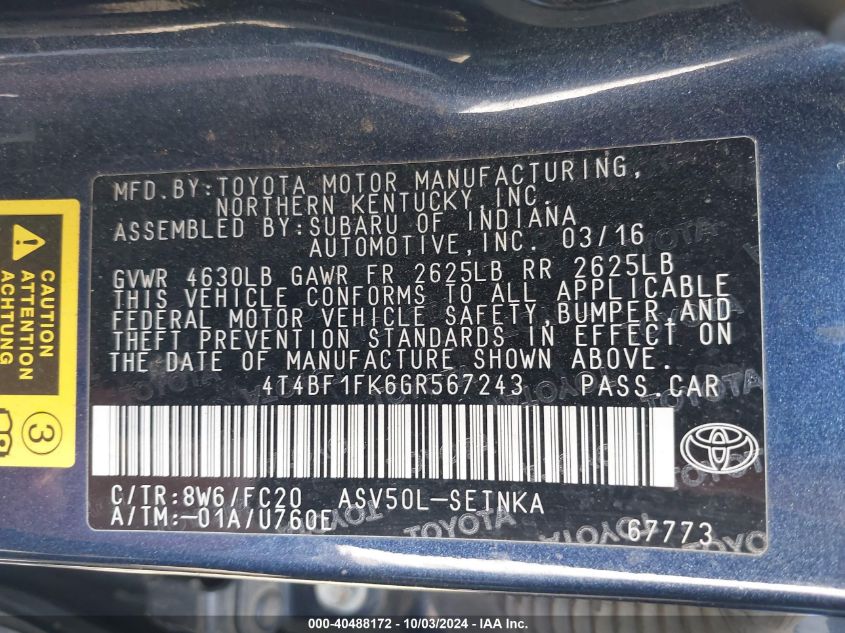 MFD.BY:TOYOTA MOTOR MANUFACTURING,
NORTHERN KENTUCKY,INC.
ASSEMBLED BY:SUBARU OF INDIANA
AUTOMOTIVE,INC. 03/16
GVWR 4630LB GAWR FR 2625LB RR 2625LB
THIS VEHICLE CONFORMS TO ALL APPLICABLE
FEDERAL MOTOR VEHICLE SAFETY,BUMPER,AND
THEFT PREVENTION STANDARDS IN EFFECT ON
THE DATE OF MANUFACTURE SHOWN ABOVE.
4T4BF1FK6GR567243 PASS.CAR
C/TR:8W6/FC20 ASV50L-SETNKA
A/TM:-01A/U760E 67773
CAUTION
ATTENTION
ACHTUNG
3
TOYOTA
000-40488172 - 10/03/2024 - IAA Inc.